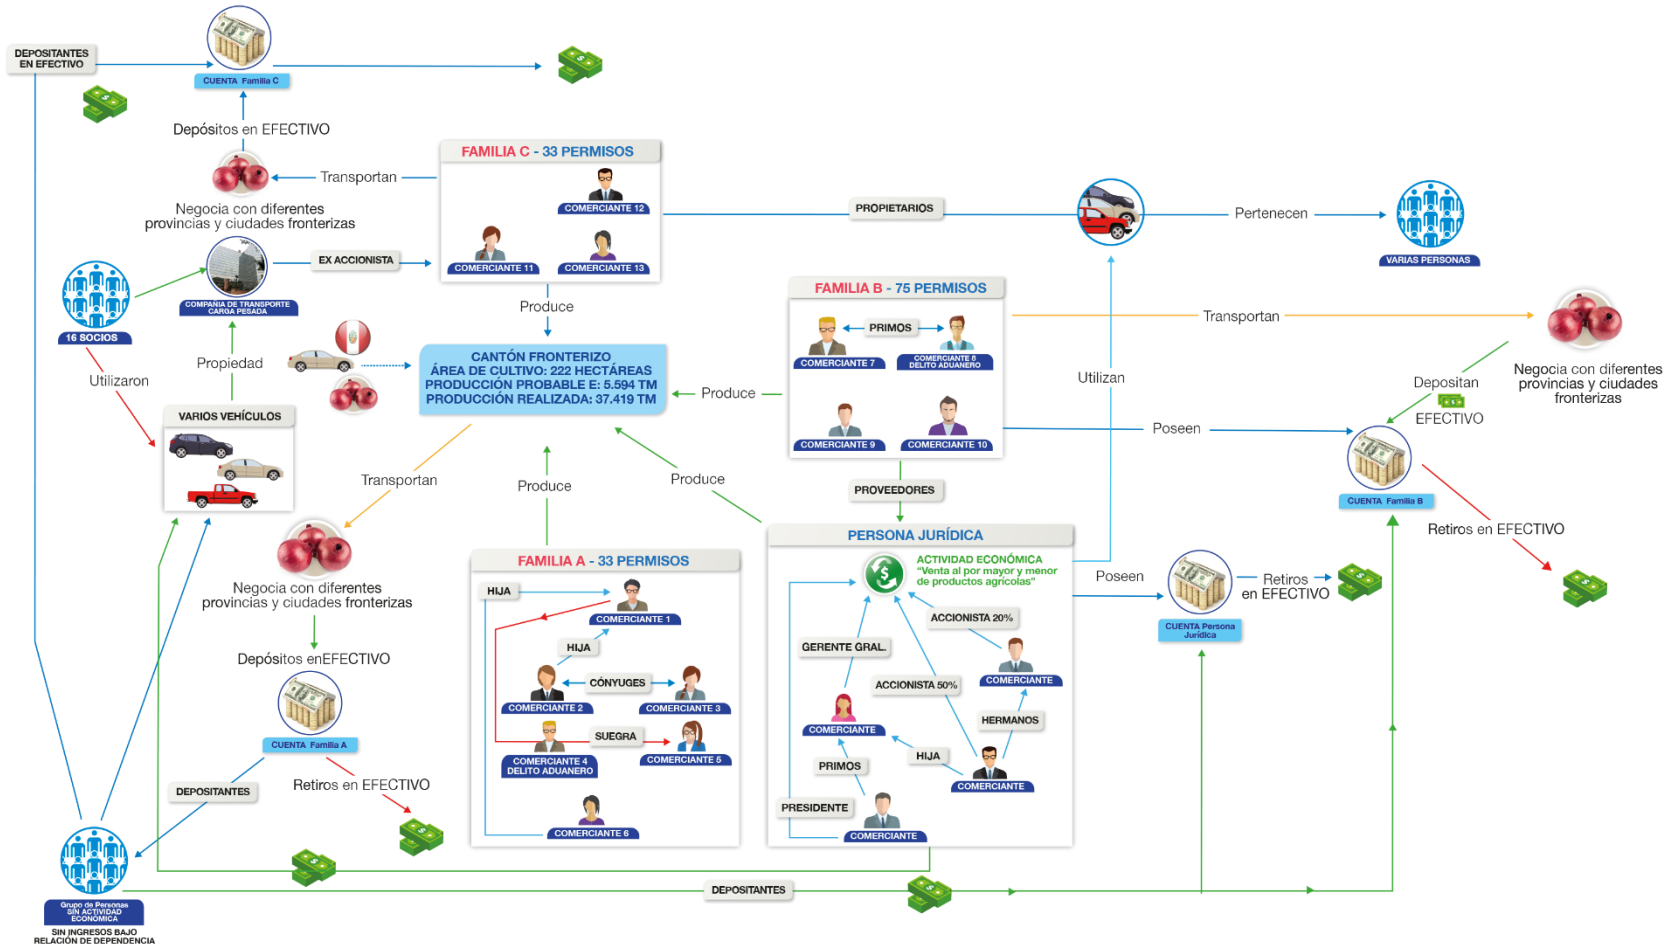 DEPOSITANTES
EN EFECTIVO
CUENTA Familia C
Depósitos en EFECTIVO
Transportan
Negocia con diferentes
provincias y ciudades fronterizas
FAMILIA C - 33 PERMISOS
COMERCIANTE 12
COMERCIANTE 11
COMERCIANTE 13
PROPIETARIOS
Pertenecen
VARIAS PERSONAS
EX ACCIONISTA
COMPAÑIA DE TRANSPORTE
CARGA PESADA
16 SOCIOS
Utilizaron
Propiedad
VARIOS VEHÍCULOS
Produce
CANTÓN FRONTERIZO
ÁREA DE CULTIVO: 222 HECTÁREAS
PRODUCCIÓN PROBABLE E: 5.594 TM
PRODUCCIÓN REALIZADA: 37.419 TM
FAMILIA B - 75 PERMISOS
PRIMOS
COMERCIANTE 7
COMERCIANTE 8
DELITO ADUANERO
COMERCIANTE 9
COMERCIANTE 10
Produce
Utilizan
Transportan
Negocia con diferentes
provincias y ciudades
fronterizas
Depositan
EFECTIVO
Poseen
CUENTA Familia B
Retiros en EFECTIVO
PROVEEDORES
Transportan
Produce
Produce
Negocia con diferentes
provincias y ciudades fronterizas
Depósitos enEFECTIVO
CUENTA Familia A
DEPOSITANTES
Retiros en EFECTIVO
FAMILIA A - 33 PERMISOS
HIJA
COMERCIANTE 1
HIJA
CÓNYUGES
COMERCIANTE 2
COMERCIANTE 3
SUEGRA
COMERCIANTE 4
DELITO ADUANERO
COMERCIANTE 5
COMERCIANTE 6
PERSONA JURÍDICA
ACTIVIDAD ECONÓMICA
"Venta al por mayor y menor
de productos agrícolas"
ACCIONISTA 20%
GERENTE GRAL.
ACCIONISTA 50%
COMERCIANTE
HERMANOS
COMERCIANTE
HIJA
PRIMOS
COMERCIANTE
PRESIDENTE
COMERCIANTE
Poseen
CUENTA Persona
Jurídica
Retiros
en EFECTIVO
DEPOSITANTES
Grupo de Personas
SIN ACTIVIDAD
ECONÓMICA
SIN INGRESOS BAJO
RELACIÓN DE DEPENDENCIA